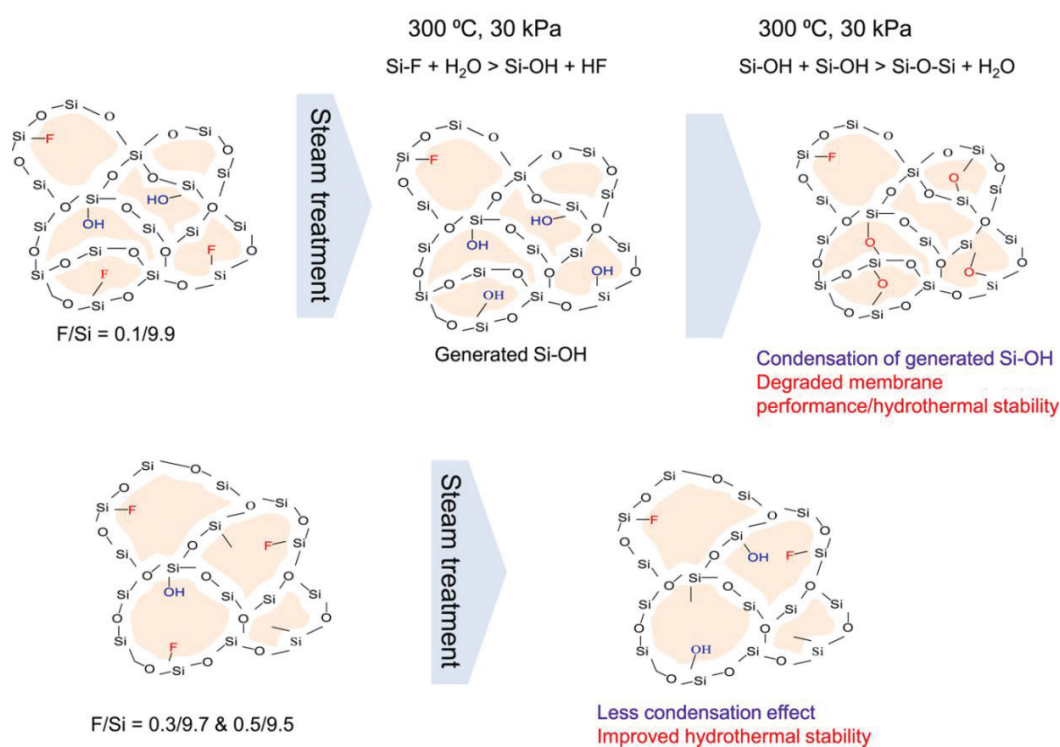 300 ºC, 30 kPa
300 ºC, 30 kPa
Si-F + H₂O > Si-OH + HF
Si-OH + Si-OH > Si-O-Si + H₂O
Steam treatment
F/Si = 0.1/9.9
Generated Si-OH
Condensation of generated Si-OH
Degraded membrane
performance/hydrothermal stability
Steam treatment
F/Si = 0.3/9.7 & 0.5/9.5
Less condensation effect
Improved hydrothermal stability